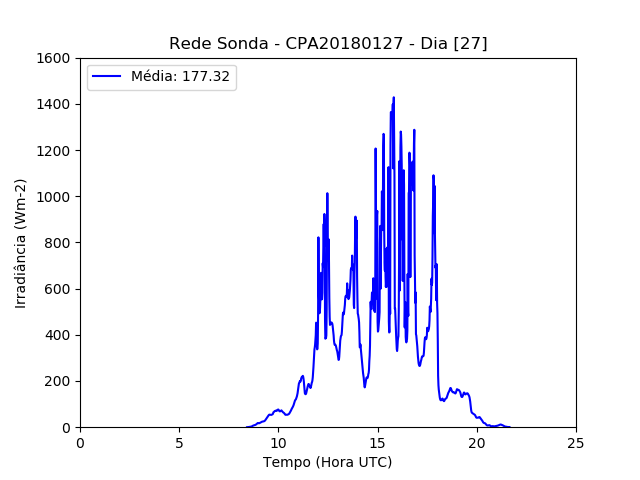 Rede Sonda - CPA20180127 - Dia [27]
Média: 177.32
Irradiância (Wm-2)
1600
1400
1200
1000
800
600
400
200
0
0 5 10 15 20 25
Tempo (Hora UTC)